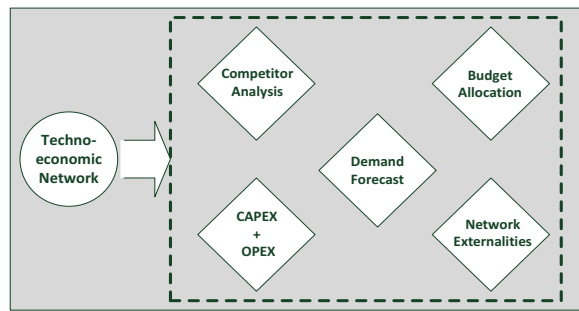 Techno-
economic
Network
Competitor
Analysis
Budget
Allocation
Demand
Forecast
CAPEX
+
OPEX
Network
Externalities